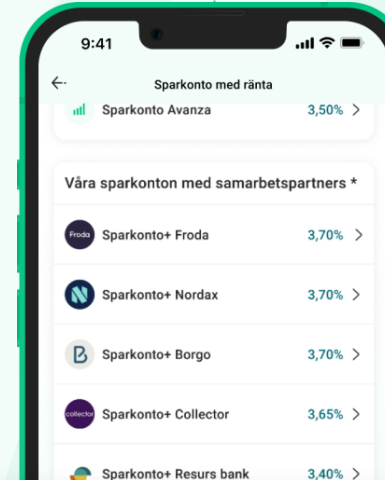 9:41
Sparkonto med ränta
Sparkonto Avanza 3,50%
Våra sparkonton med samarbetspartners *
Froda Sparkonto+ Froda 3,70%
Sparkonto+ Nordax 3,70%
Sparkonto+ Borgo 3,70%
collector Sparkonto+ Collector 3,65%
Sparkonto+ Resurs bank 3,40%